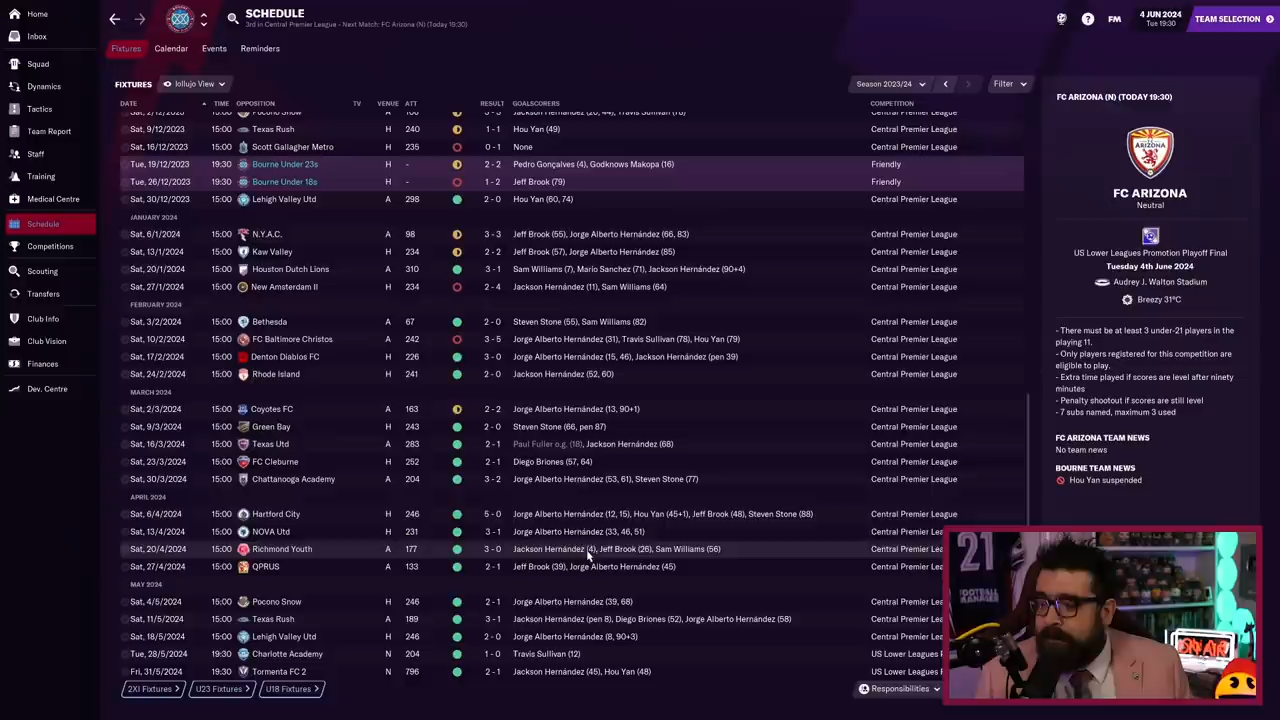 Home
Inbox
Squad
Dynamics
Tactics
Team Report
Staff
Training
Medical Centre
Schedule
Competitions
Scouting
Transfers
Club Info
Club Vision
Finances
Dev. Centre
SCHEDULE
3rd in Central Premier League - Next Match: FC Arizona (N) (Today 19:30)
FM
4 JUN 2024
Tue 19:30
TEAM SELECTION
Fixtures Calendar Events Reminders
FIXTURES lollujo View Season 2023/24 Filter
DATE TIME OPPOSITION TV VENUE ATT RESULT GOALSCORERS COMPETITION
Sat, 9/12/2023 15:00 Texas Rush H 240 1 - 1 Hou Yan (49) Central Premier League
Sat, 16/12/2023 15:00 Scott Gallagher Metro H 235 0 - 1 None Central Premier League
Tue, 19/12/2023 19:30 Bourne Under 23s H - 2 - 2 Pedro Gonçalves (4), Godknows Makopa (16) Friendly
Tue, 26/12/2023 19:30 Bourne Under 18s H - 1 - 2 Jeff Brook (79) Friendly
Sat, 30/12/2023 15:00 Lehigh Valley Utd A 298 2 - 0 Hou Yan (60, 74) Central Premier League
JANUARY 2024
Sat, 6/1/2024 15:00 N.Y.A.C. A 98 3 - 3 Jeff Brook (55), Jorge Alberto Hernández (66, 83) Central Premier League
Sat, 13/1/2024 15:00 Kaw Valley H 234 2 - 2 Jeff Brook (57), Jorge Alberto Hernández (85) Central Premier League
Sat, 20/1/2024 15:00 Houston Dutch Lions A 310 3 - 1 Sam Williams (7), Mario Sanchez (71), Jackson Hernández (90+4) Central Premier League
Sat, 27/1/2024 15:00 New Amsterdam II H 234 2 - 4 Jackson Hernández (11), Sam Williams (64) Central Premier League
FEBRUARY 2024
Sat, 3/2/2024 15:00 Bethesda A 67 2 - 0 Steven Stone (55), Sam Williams (82) Central Premier League
Sat, 10/2/2024 15:00 FC Baltimore Christos A 242 3 - 5 Jorge Alberto Hernández (31), Travis Sullivan (78), Hou Yan (79) Central Premier League
Sat, 17/2/2024 15:00 Denton Diablos FC H 226 3 - 0 Jorge Alberto Hernández (15, 46), Jackson Hernández (pen 39) Central Premier League
Sat, 24/2/2024 15:00 Rhode Island H 241 2 - 0 Jackson Hernández (52, 60) Central Premier League
MARCH 2024
Sat, 2/3/2024 15:00 Coyotes FC A 163 2 - 2 Jorge Alberto Hernández (13, 90+1) Central Premier League
Sat, 9/3/2024 15:00 Green Bay H 243 2 - 0 Steven Stone (66, pen 87) Central Premier League
Sat, 16/3/2024 15:00 Texas Utd A 283 2 - 1 Paul Fuller o.g. (18), Jackson Hernández (68) Central Premier League
Sat, 23/3/2024 15:00 FC Cleburne H 252 2 - 1 Diego Briones (57, 64) Central Premier League
Sat, 30/3/2024 15:00 Chattanooga Academy A 204 3 - 2 Jorge Alberto Hernández (53, 61), Steven Stone (77) Central Premier League
APRIL 2024
Sat, 6/4/2024 15:00 Hartford City H 246 5 - 0 Jorge Alberto Hernández (12, 15), Hou Yan (45+1), Jeff Brook (48), Steven Stone (88) Central Premier League
Sat, 13/4/2024 15:00 NOVA Utd H 231 3 - 1 Jorge Alberto Hernández (33, 46, 51) Central Premier Lea
Sat, 20/4/2024 15:00 Richmond Youth A 177 3 - 0 Jackson Hernández (4), Jeff Brook (26), Sam Williams (56) Central Premier Lea
Sat, 27/4/2024 15:00 QPRUS A 133 2 - 1 Jeff Brook (39), Jorge Alberto Hernández (45) Central Premier Lea
MAY 2024
Sat, 4/5/2024 15:00 Pocono Snow H 246 2 - 1 Jorge Alberto Hernández (39, 68) Central Premier Lea
Sat, 11/5/2024 15:00 Texas Rush A 189 3 - 1 Jackson Hernández (pen 8), Diego Briones (52), Jorge Alberto Hernández (58) Central Premier Lea
Sat, 18/5/2024 15:00 Lehigh Valley Utd H 246 2 - 0 Jorge Alberto Hernández (8, 90+3) Central Premier Lea
Tue, 28/5/2024 19:30 Charlotte Academy N 204 1 - 0 Travis Sullivan (12) US Lower Leagues F
Fri, 31/5/2024 19:30 Tormenta FC 2 N 796 2 - 1 Jackson Hernández (45), Hou Yan (48) US Lower Leagues F
2XI Fixtures > U23 Fixtures > U18 Fixtures > Responsibilities
FC ARIZONA (N) (TODAY 19:30)
ARIZONA
FC ARIZONA
Neutral
US Lower Leagues Promotion Playoff Final
Tuesday 4th June 2024
Audrey J. Walton Stadium
Breezy 31°C
- There must be at least 3 under-21 players in the
playing 11.
- Only players registered for this competition are
eligible to play.
- Extra time played if scores are level after ninety
minutes
- Penalty shootout if scores are still level
- 7 subs named, maximum 3 used
FC ARIZONA TEAM NEWS
No team news
BOURNE TEAM NEWS
Hou Yan suspended
21
FOOTBALL
ON AIR